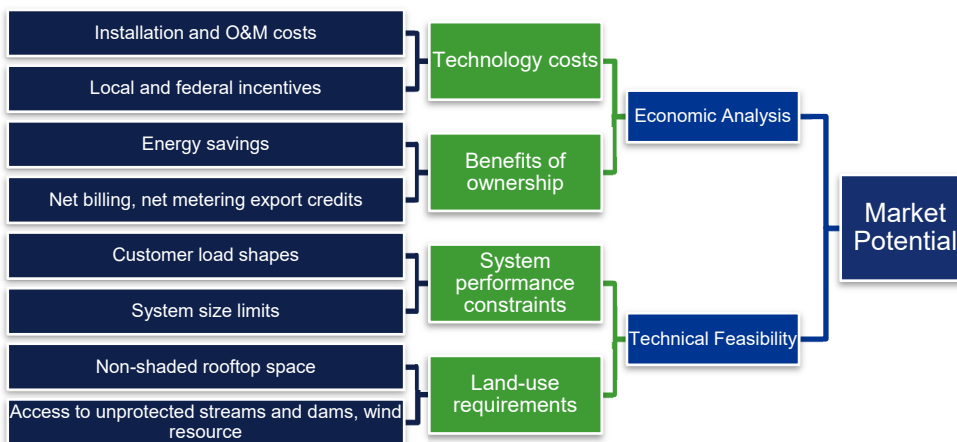 Installation and O&M costs
Local and federal incentives
Technology costs
Energy savings
Net billing, net metering export credits
Benefits of
ownership
Economic Analysis
Customer load shapes
System size limits
System
performance
constraints
Non-shaded rooftop space
Access to unprotected streams and dams, wind
resource
Land-use
requirements
Technical Feasibility
Market
Potential